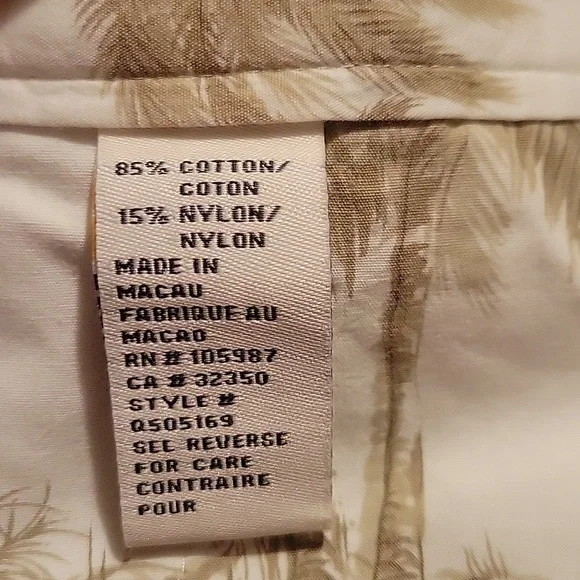 85% COTTON/
COTON
15% NYLON/
NYLON
MADE IN
MACAU
FABRIQUE AU
MACAO
RN # 105987
CA # 32350
STYLE #
Q505169
SEE REVERSE
FOR CARE
CONTRAIRE
POUR